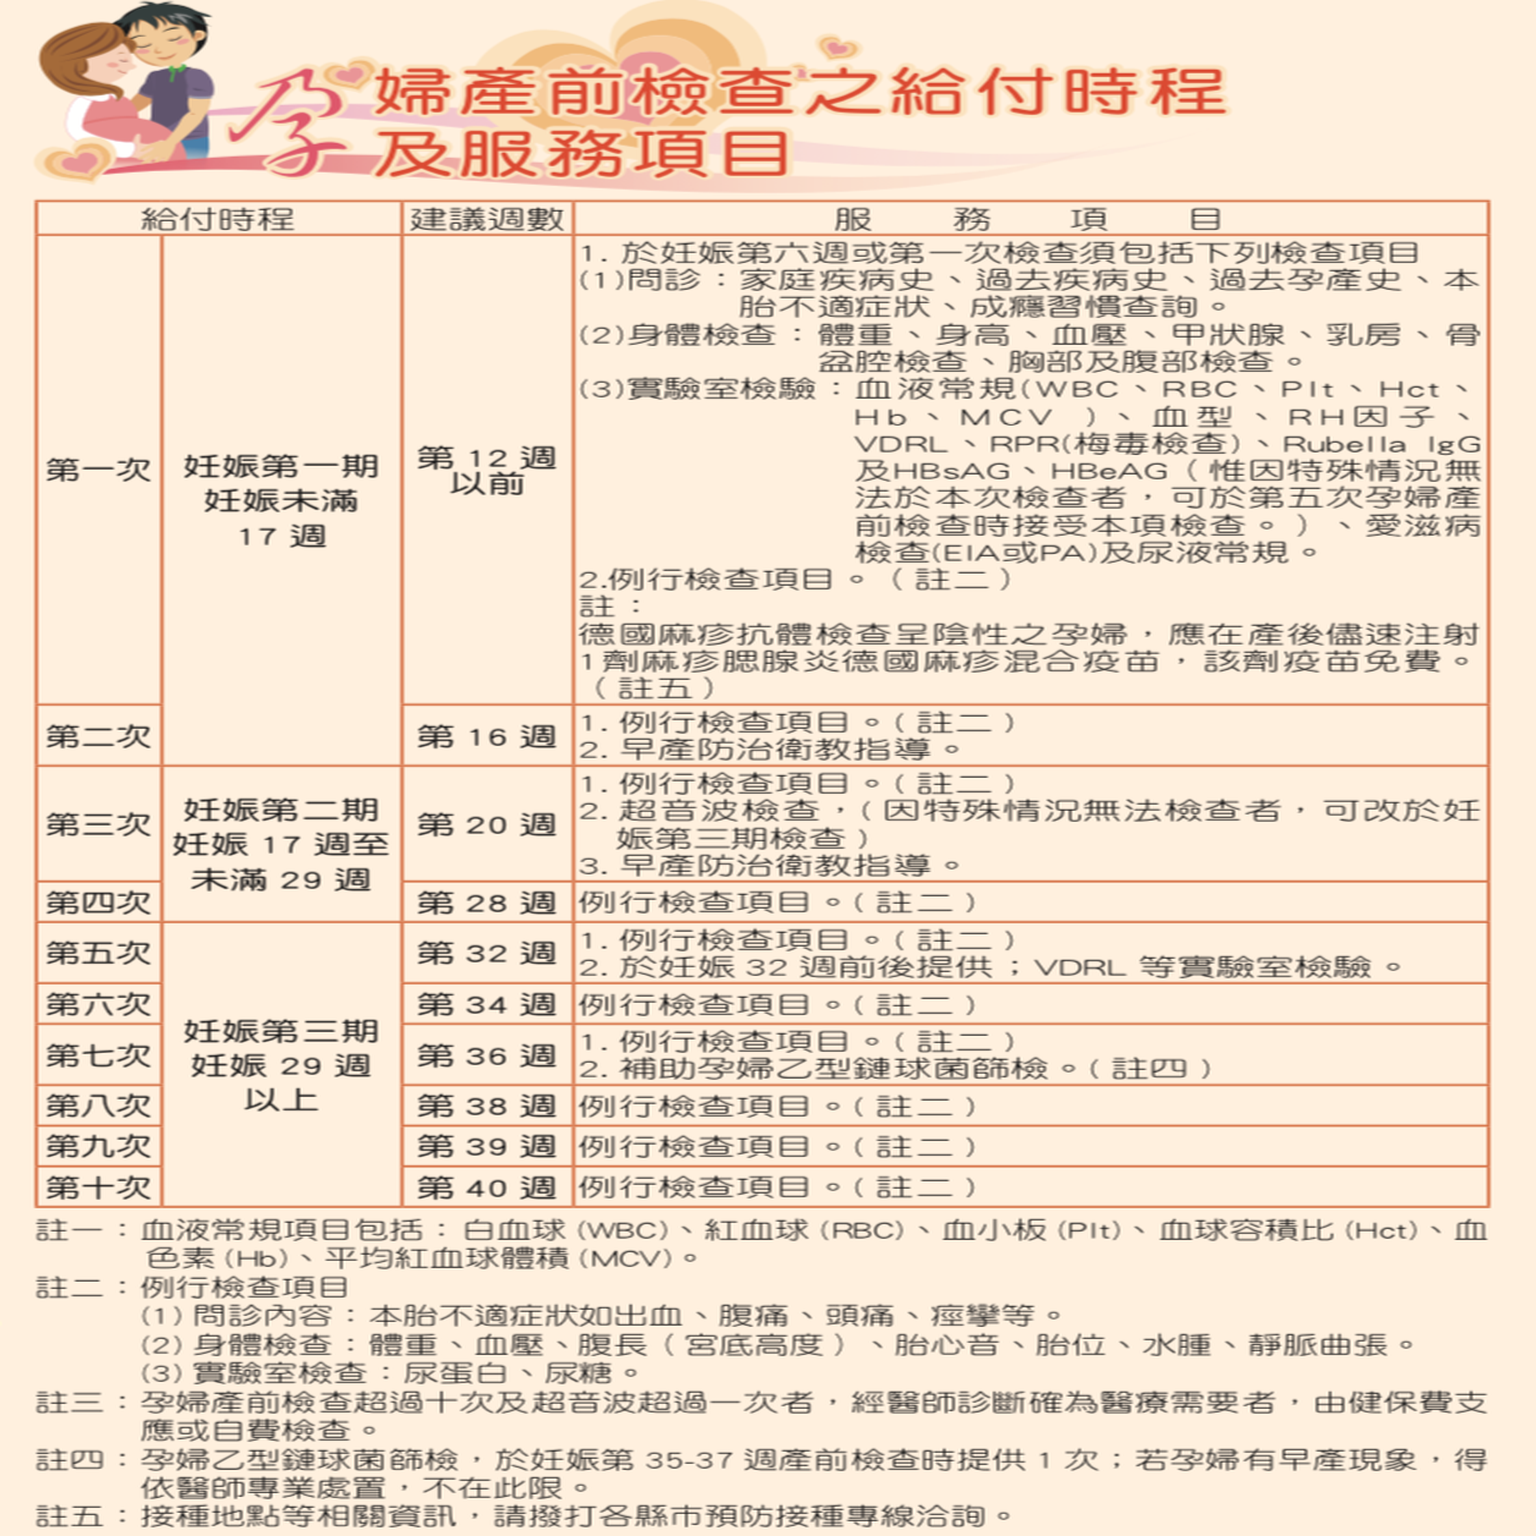 孕婦產前檢查之給付時程
及服務項目
給付時程 建議週數 服務項目
第一次
妊娠第一期
妊娠未滿
17 週
第 12 週
以前
1. 於妊娠第六週或第一次檢查須包括下列檢查項目
(1)問診：家庭疾病史、過去疾病史、過去孕產史、本
胎不適症狀、成癮習慣查詢。
(2)身體檢查：體重、身高、血壓、甲狀腺、乳房、骨
盆腔檢查、胸部及腹部檢查。
(3)實驗室檢驗：血液常規(WBC、RBC、Plt、Hct、
Hb、MCV )、血型、RH因子、
VDRL、RPR(梅毒檢查)、Rubella IgG
及HBsAG、HBeAG（惟因特殊情況無
法於本次檢查者，可於第五次孕婦產
前檢查時接受本項檢查。）、愛滋病
檢查(EIA或PA)及尿液常規。
2.例行檢查項目。（註二）
註：
德國麻疹抗體檢查呈陰性之孕婦，應在產後儘速注射
1劑麻疹腮腺炎德國麻疹混合疫苗，該劑疫苗免費。
（註五）
第二次
第 16 週
1. 例行檢查項目。(註二)
2. 早產防治衛教指導。
第三次
妊娠第二期
妊娠 17 週至
未滿 29 週
第 20 週
1. 例行檢查項目。(註二)
2. 超音波檢查，(因特殊情況無法檢查者，可改於妊
娠第三期檢查)
3. 早產防治衛教指導。
第四次
第 28 週
例行檢查項目。(註二)
第五次
第 32 週
1. 例行檢查項目。(註二)
2. 於妊娠 32 週前後提供；VDRL 等實驗室檢驗。
第六次
妊娠第三期
妊娠 29 週
以上
第 34 週
例行檢查項目。(註二)
第七次
第 36 週
1. 例行檢查項目。(註二)
2. 補助孕婦乙型鏈球菌篩檢。(註四)
第八次
第 38 週
例行檢查項目。(註二)
第九次
第 39 週
例行檢查項目。(註二)
第十次
第 40 週
例行檢查項目。(註二)
註一：血液常規項目包括：白血球 (WBC)、紅血球 (RBC)、血小板 (Plt)、血球容積比 (Hct)、血
色素 (Hb)、平均紅血球體積 (MCV)。
註二：例行檢查項目
(1) 問診內容：本胎不適症狀如出血、腹痛、頭痛、痙攣等。
(2) 身體檢查：體重、血壓、腹長（宮底高度）、胎心音、胎位、水腫、靜脈曲張。
(3) 實驗室檢查：尿蛋白、尿糖。
註三：孕婦產前檢查超過十次及超音波超過一次者，經醫師診斷確為醫療需要者，由健保費支
應或自費檢查。
註四：孕婦乙型鏈球菌篩檢，於妊娠第 35-37 週產前檢查時提供 1 次；若孕婦有早產現象，得
依醫師專業處置，不在此限。
註五：接種地點等相關資訊，請撥打各縣市預防接種專線洽詢。